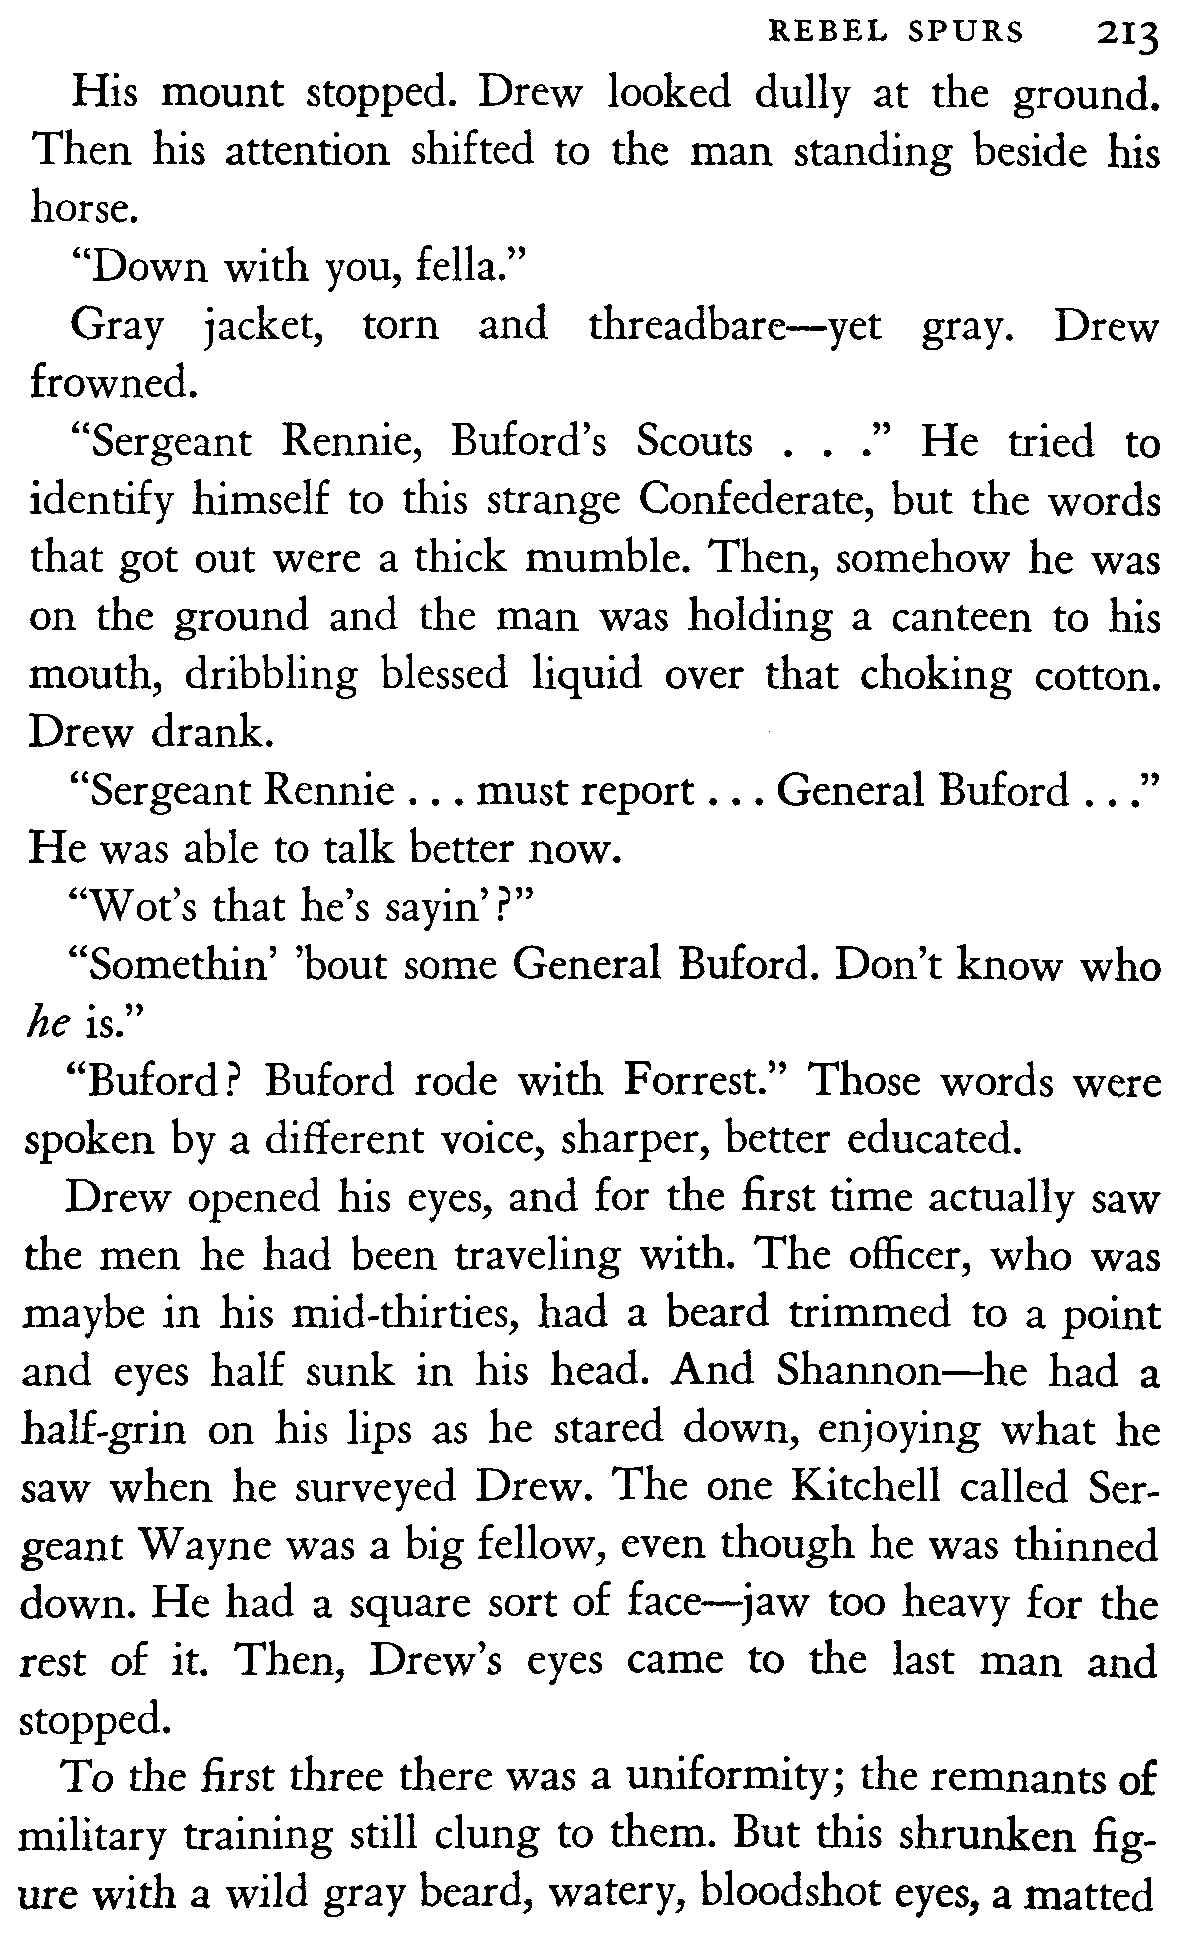 REBEL SPURS 213
His mount stopped. Drew looked dully at the ground.
Then his attention shifted to the man standing beside his
horse.
“Down with you, fella.”
Gray jacket, torn and threadbare—yet gray. Drew
frowned.
“Sergeant Rennie, Buford’s Scouts . . .” He tried to
identify himself to this strange Confederate, but the words
that got out were a thick mumble. Then, somehow he was
on the ground and the man was holding a canteen to his
mouth, dribbling blessed liquid over that choking cotton.
Drew drank.
“Sergeant Rennie . . . must report . . . General Buford . . .”
He was able to talk better now.
“Wot’s that he’s sayin’?”
“Somethin’ ’bout some General Buford. Don’t know who
he is.”
“Buford? Buford rode with Forrest.” Those words were
spoken by a different voice, sharper, better educated.
Drew opened his eyes, and for the first time actually saw
the men he had been traveling with. The officer, who was
maybe in his mid-thirties, had a beard trimmed to a point
and eyes half sunk in his head. And Shannon—he had a
half-grin on his lips as he stared down, enjoying what he
saw when he surveyed Drew. The one Kitchell called Ser-
geant Wayne was a big fellow, even though he was thinned
down. He had a square sort of face—jaw too heavy for the
rest of it. Then, Drew’s eyes came to the last man and
stopped.
To the first three there was a uniformity; the remnants of
military training still clung to them. But this shrunken fig-
ure with a wild gray beard, watery, bloodshot eyes, a matted